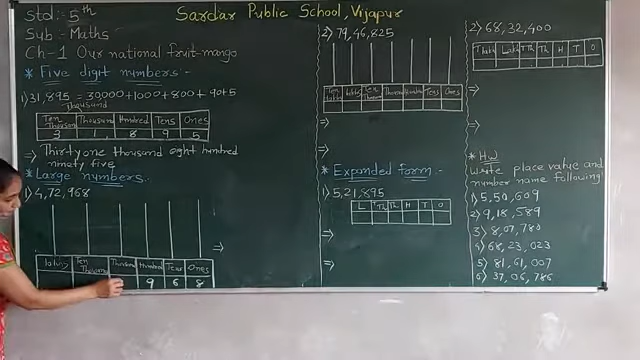 Std:- 5th
Sardar Public School, Vijapur
Sub - Maths
Ch-1 Our national fruit-mango
* Five digit numbers -
1) 31,895 = 30,000 + 1000 + 800 + 90 + 5
Thousand
Ten Thousand Thousand Hundred Tens Ones
3 1 8 9 5
⇒ Thirty one thousand eight hundred
ninety five.
* Large numbers.-
1) 4,72,968
⇒
Ten Thousand Thousand Hundred Tens Ones
9 6 8
2) 79,46,825
Ten lakhs lakhs Ten Thousand Thousand Hundred Tens Ones
⇒
⇒
* Expanded form -
1) 5,21,895
L T Th Th H T O
⇒
⇒
2) 68,32,400
T lakh Lakh T Th Th H T O
⇒
⇒
* HW
Write place value and
number name following:
1) 5,50,609
2) 9,18,589
3) 8,07,780
4) 68,23,023
5) 81,61,007
6) 37,06,786